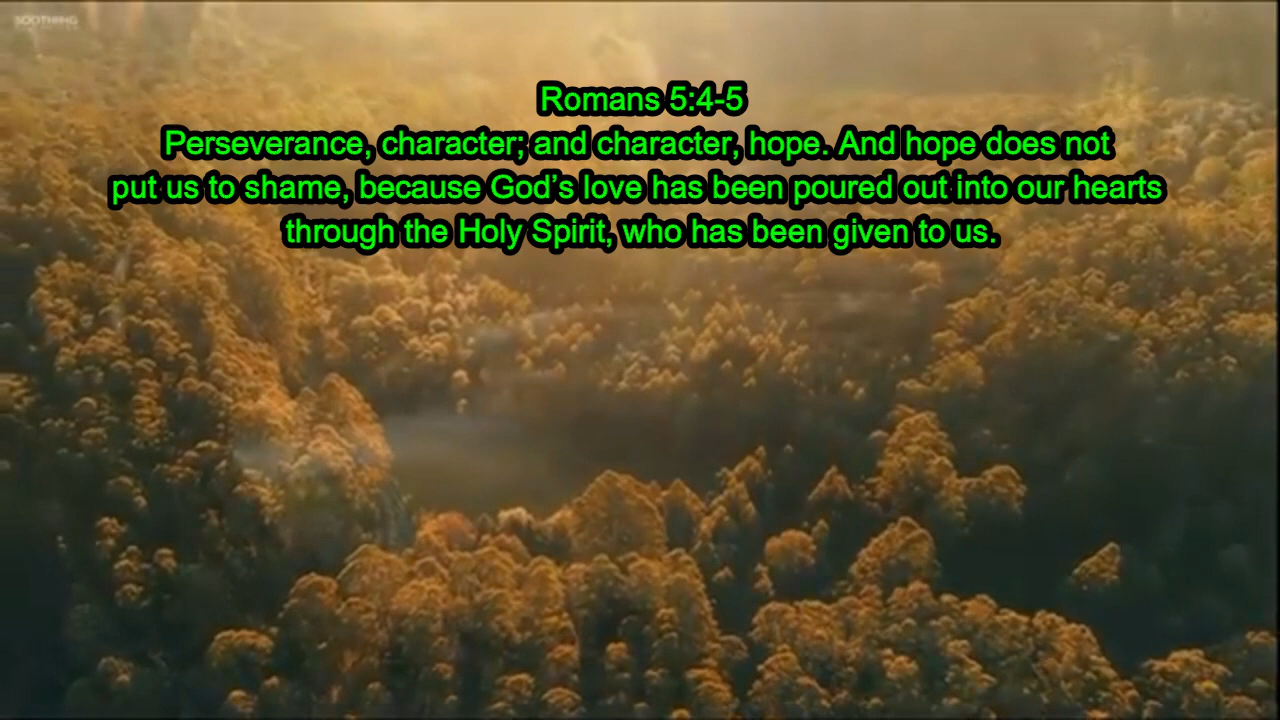 SOOTHING
Romans 5:4-5
Perseverance, character; and character, hope. And hope does not
put us to shame, because God’s love has been poured out into our hearts
through the Holy Spirit, who has been given to us.